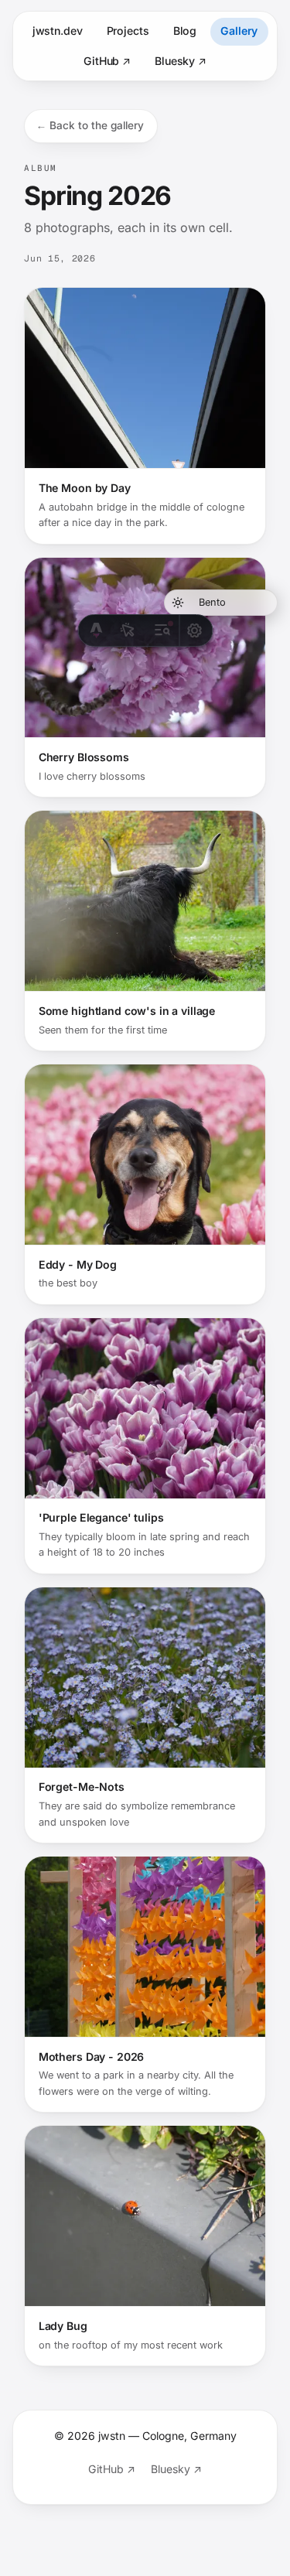 jwstn.dev Projects Blog Gallery
GitHub ↗ Bluesky ↗
← Back to the gallery
ALBUM
Spring 2026
8 photographs, each in its own cell.
Jun 15, 2026
The Moon by Day
A autobahn bridge in the middle of cologne
after a nice day in the park.
Bento
Cherry Blossoms
I love cherry blossoms
Some hightland cow's in a village
Seen them for the first time
Eddy - My Dog
the best boy
'Purple Elegance' tulips
They typically bloom in late spring and reach
a height of 18 to 20 inches
Forget-Me-Nots
They are said do symbolize remembrance
and unspoken love
Mothers Day - 2026
We went to a park in a nearby city. All the
flowers were on the verge of wilting.
Lady Bug
on the rooftop of my most recent work
© 2026 jwstn — Cologne, Germany
GitHub ↗ Bluesky ↗